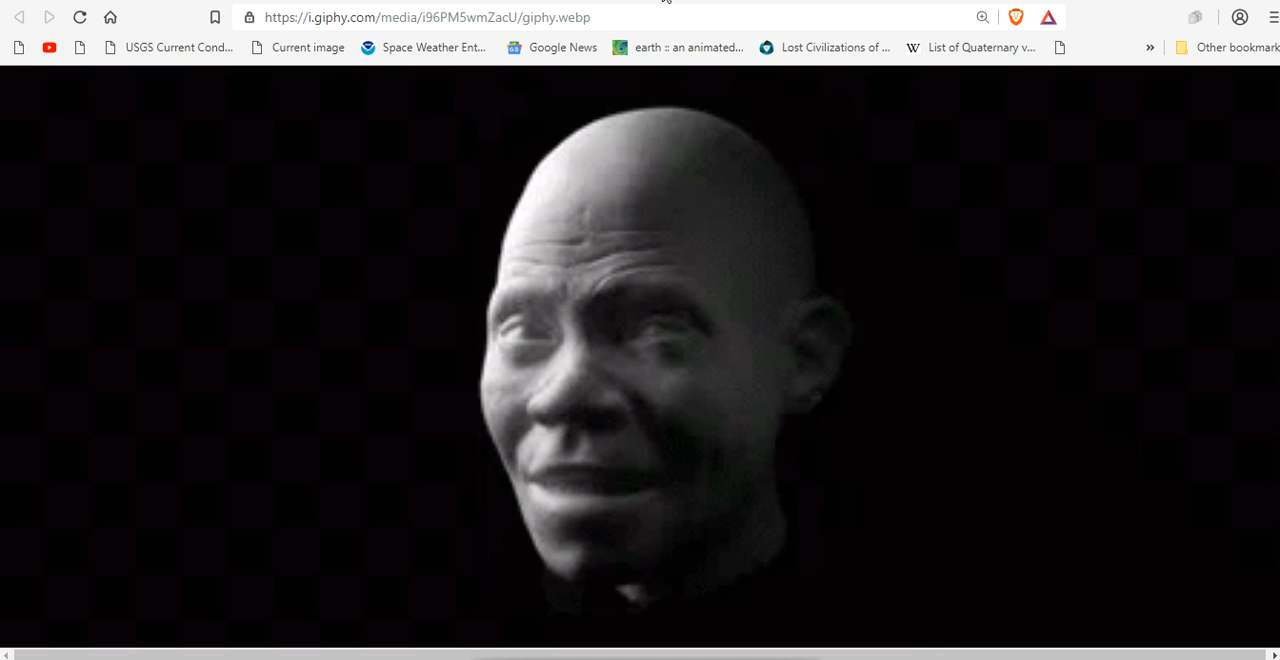 https://i.giphy.com/media/i96PM5wmZacU/giphy.webp
USGS Current Cond... Current image Space Weather Ent... Google News earth :: an animated... Lost Civilizations of ... W List of Quaternary v... » Other bookmark